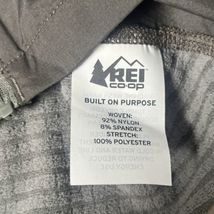 REI
CO·OP
BUILT ON PURPOSE
WOVEN:
92% NYLON
8% SPANDEX
STRETCH:
100% POLYESTER